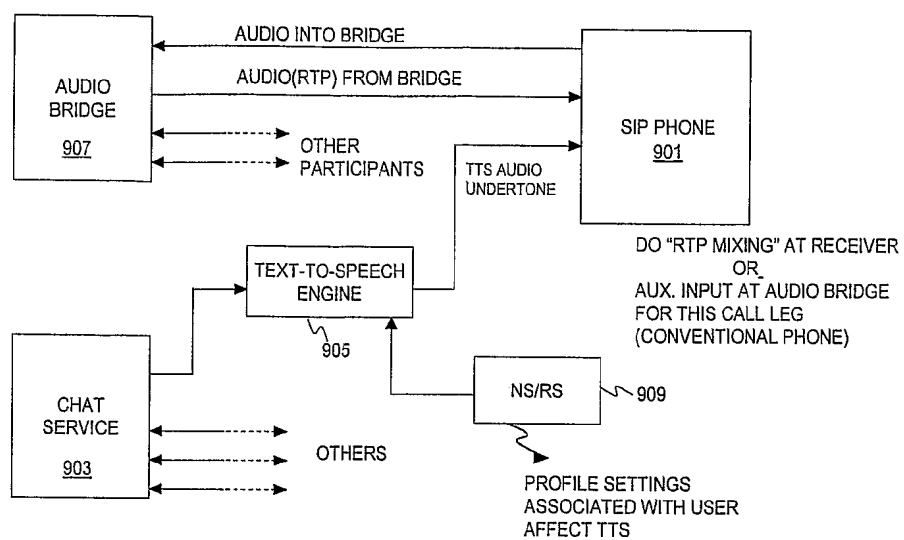 AUDIO INTO BRIDGE
AUDIO(RTP) FROM BRIDGE
AUDIO
BRIDGE
907
OTHER
PARTICIPANTS
SIP PHONE
901
TTS AUDIO
UNDERTONE
DO "RTP MIXING" AT RECEIVER
OR
AUX. INPUT AT AUDIO BRIDGE
FOR THIS CALL LEG
(CONVENTIONAL PHONE)
TEXT-TO-SPEECH
ENGINE
905
NS/RS
909
CHAT
SERVICE
903
OTHERS
PROFILE SETTINGS
ASSOCIATED WITH USER
AFFECT TTS